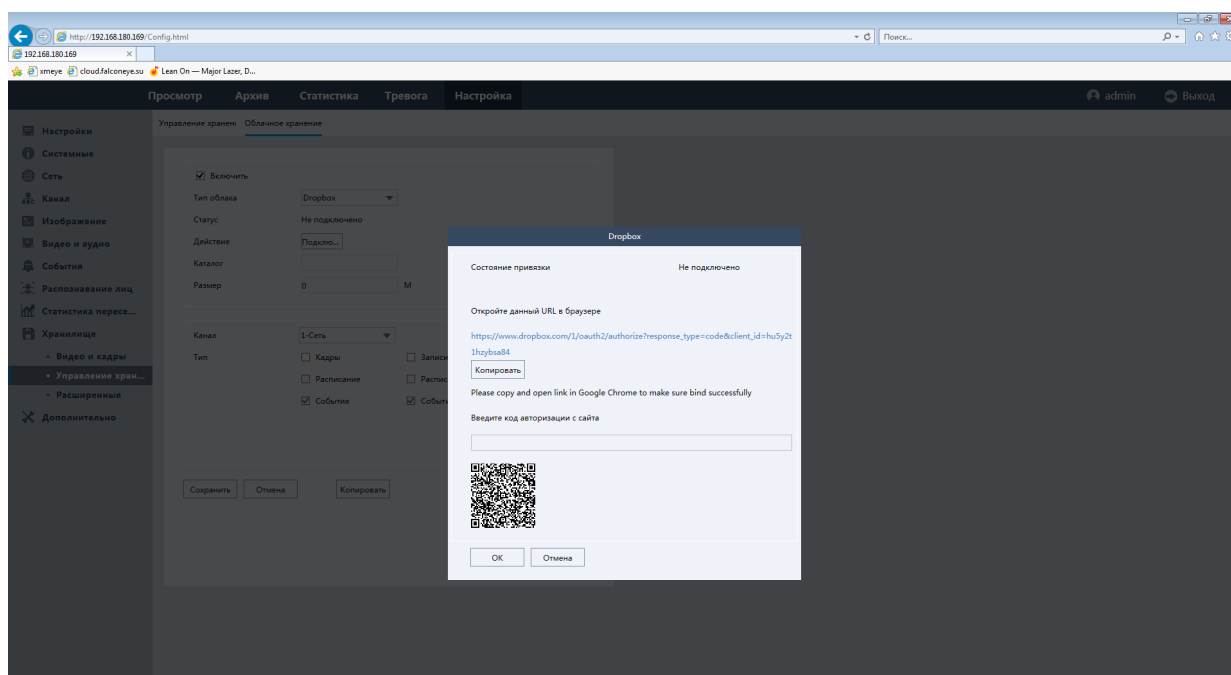 http://192.168.180.169/Config.html
Поиск...
192.168.180.169
xmeye cloud.falconeye.su Lean On — Major Lazer, D...
Просмотр Архив Статистика Тревога Настройка admin Выход
Управление хранен Облачное хранение
Настройки
Системные
Сеть
Канал
Изображение
Видео и аудио
События
Распознавание лиц
Статистика пересе...
Хранилище
Видео и кадры
Управление хран...
Расширенные
Дополнительно
Включить
Тип облака Dropbox
Статус Не подключено
Действие Подклю...
Каталог
Размер 0 М
Канал 1-Сеть
Тип Кадры Записи
Расписание Распис
События Событи
Сохранить Отмена Копировать
Dropbox
Состояние привязки Не подключено
Откройте данный URL в браузере
https://www.dropbox.com/1/oauth2/authorize?response_type=code&client_id=hu5y2t
1hzybsa84
Копировать
Please copy and open link in Google Chrome to make sure bind successfully
Введите код авторизации с сайта
OK Отмена